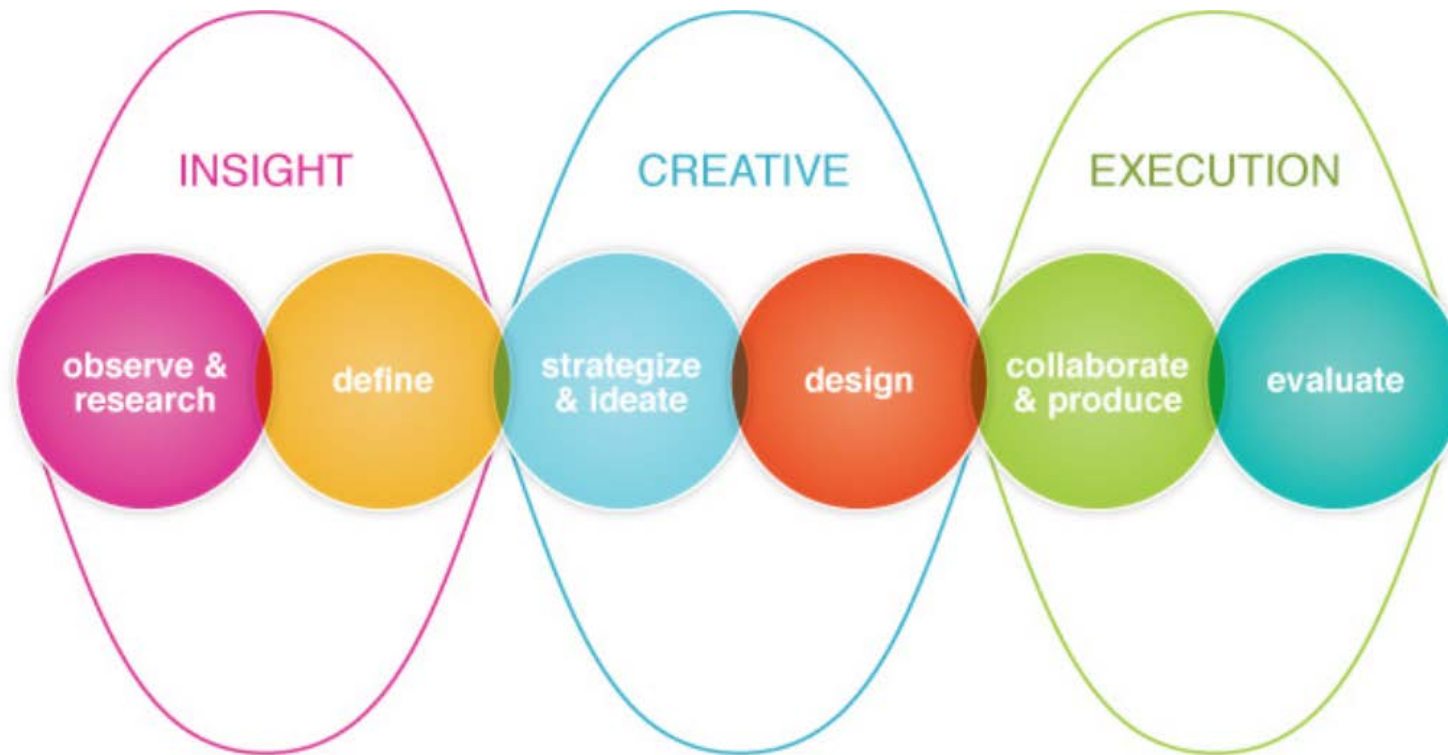 INSIGHT
CREATIVE
EXECUTION
observe &
research
define
strategize
& ideate
design
collaborate
& produce
evaluate